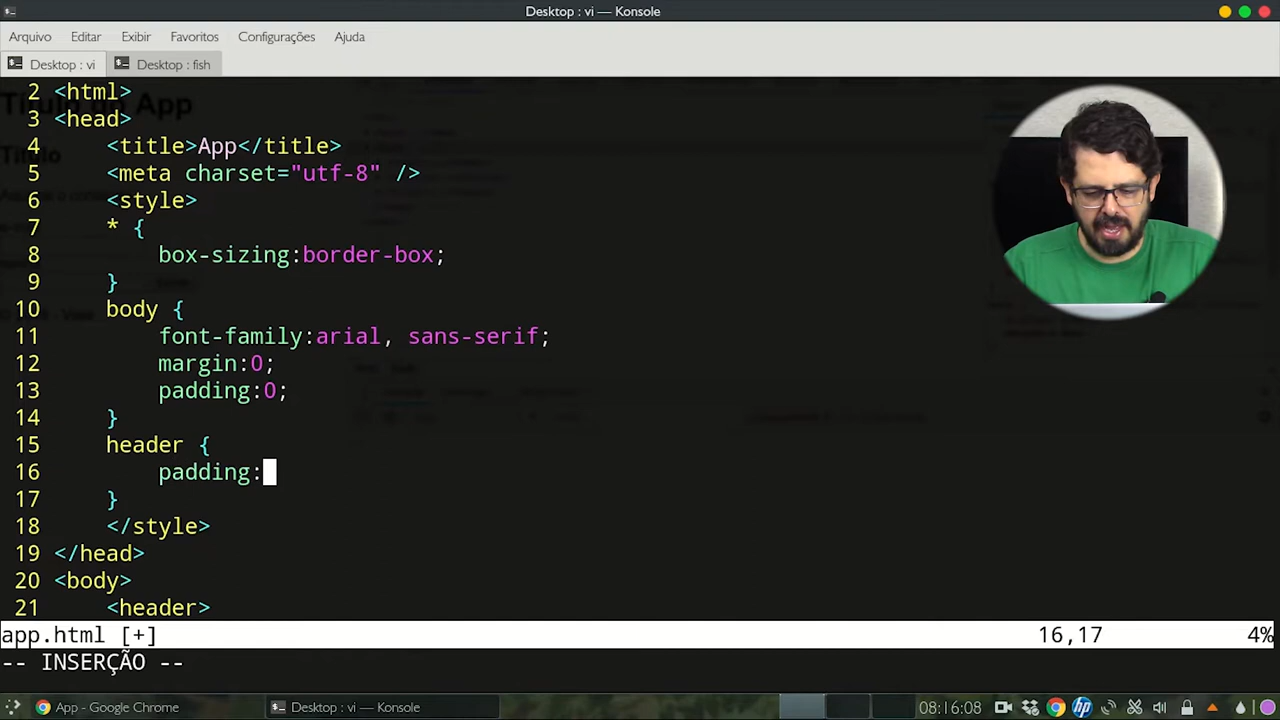 Desktop : vi — Konsole
Arquivo Editar Exibir Favoritos Configurações Ajuda
Desktop : vi Desktop : fish
2 <html>
3 <head>
4 <title>App</title>
5 <meta charset="utf-8" />
6 <style>
7 * {
8 box-sizing:border-box;
9 }
10 body {
11 font-family:arial, sans-serif;
12 margin:0;
13 padding:0;
14 }
15 header {
16 padding:
17 }
18 </style>
19 </head>
20 <body>
21 <header>
app.html [+] 16,17 4%
-- INSERÇÃO --
App - Google Chrome Desktop : vi — Konsole 08:16:08 hp